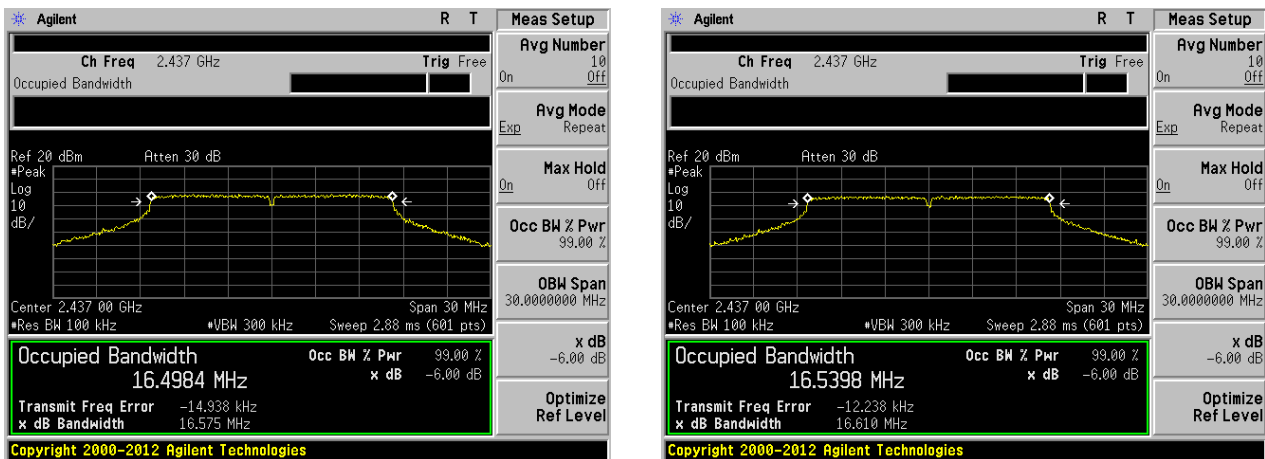 Agilent R T Meas Setup
Ch Freq 2.437 GHz Trig Free
Occupied Bandwidth
Avg Number
10
On Off
Avg Mode
Exp Repeat
Max Hold
On Off
Occ BW % Pwr
99.00 %
OBW Span
30.0000000 MHz
x dB
-6.00 dB
Optimize
Ref Level
Ref 20 dBm Atten 30 dB
#Peak
Log
10
dB/
Center 2.437 00 GHz Span 30 MHz
#Res BW 100 kHz #VBW 300 kHz Sweep 2.88 ms (601 pts)
Occupied Bandwidth Occ BW % Pwr 99.00 %
16.4984 MHz x dB -6.00 dB
Transmit Freq Error -14.938 kHz
x dB Bandwidth 16.575 MHz
Copyright 2000-2012 Agilent Technologies
Agilent R T Meas Setup
Ch Freq 2.437 GHz Trig Free
Occupied Bandwidth
Avg Number
10
On Off
Avg Mode
Exp Repeat
Max Hold
On Off
Occ BW % Pwr
99.00 %
OBW Span
30.0000000 MHz
x dB
-6.00 dB
Optimize
Ref Level
Ref 20 dBm Atten 30 dB
#Peak
Log
10
dB/
Center 2.437 00 GHz Span 30 MHz
#Res BW 100 kHz #VBW 300 kHz Sweep 2.88 ms (601 pts)
Occupied Bandwidth Occ BW % Pwr 99.00 %
16.5398 MHz x dB -6.00 dB
Transmit Freq Error -12.238 kHz
x dB Bandwidth 16.610 MHz
Copyright 2000-2012 Agilent Technologies